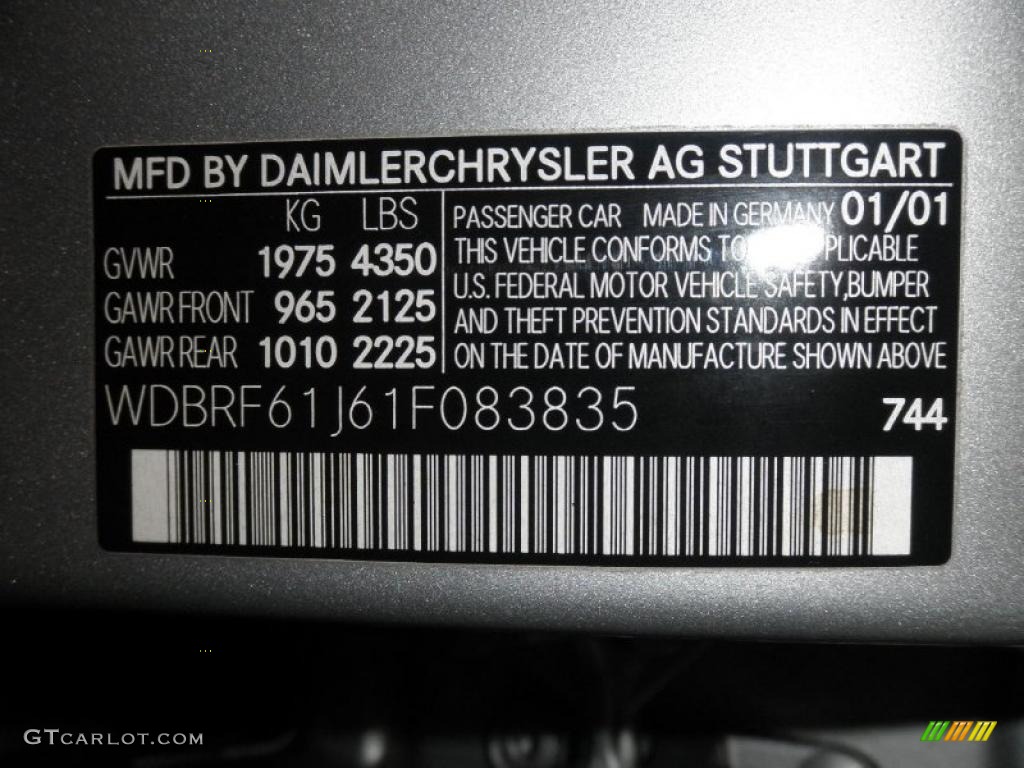 MFD BY DAIMLERCHRYSLER AG STUTTGART
KG LBS
GVWR 1975 4350
GAWR FRONT 965 2125
GAWR REAR 1010 2225
PASSENGER CAR MADE IN GERMANY 01/01
THIS VEHICLE CONFORMS TO PLICABLE
U.S. FEDERAL MOTOR VEHICLE SAFETY, BUMPER
AND THEFT PREVENTION STANDARDS IN EFFECT
ON THE DATE OF MANUFACTURE SHOWN ABOVE
WDBRF61J61F083835 744
GTCARLOT.COM